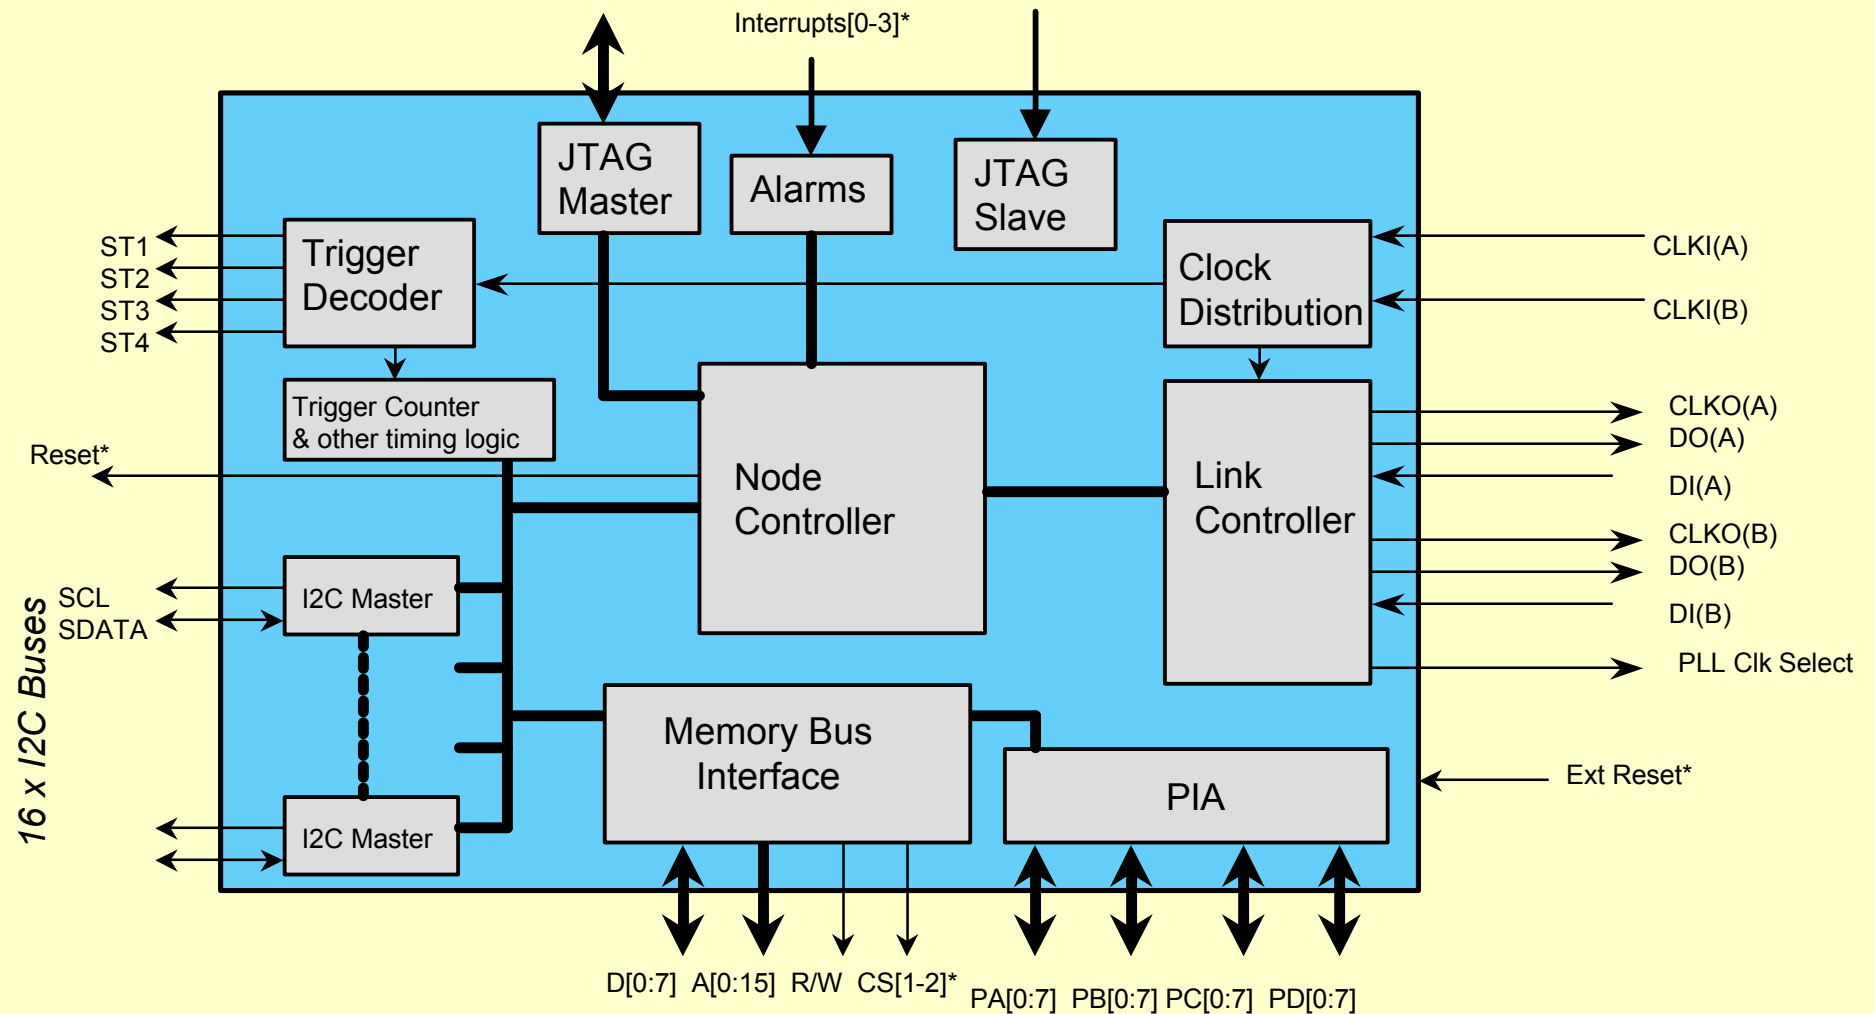 Interrupts[0-3]*
JTAG
Master
Alarms
JTAG
Slave
ST1
ST2
ST3
ST4
Trigger
Decoder
Clock
Distribution
CLKI(A)
CLKI(B)
Trigger Counter
& other timing logic
Reset*
Node
Controller
Link
Controller
CLKO(A)
DO(A)
DI(A)
CLKO(B)
DO(B)
DI(B)
PLL Clk Select
16 x I2C Buses
SCL
SDATA
I2C Master
I2C Master
Memory Bus
Interface
PIA
Ext Reset*
D[0:7] A[0:15] R/W CS[1-2]*
PA[0:7] PB[0:7] PC[0:7] PD[0:7]